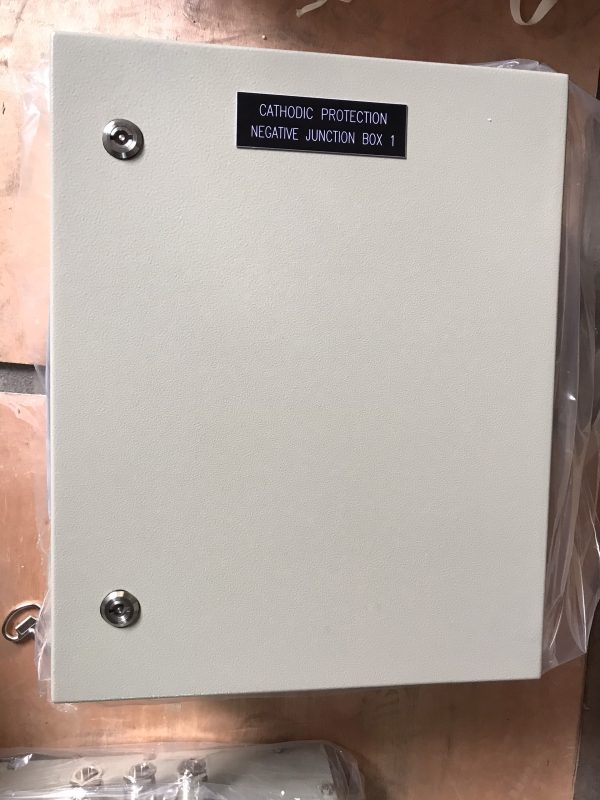 CATHODIC PROTECTION
NEGATIVE JUNCTION BOX 1